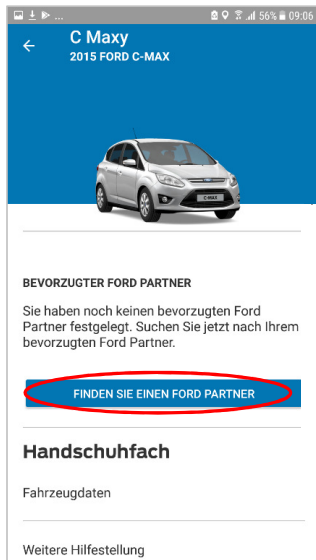 ... 56% 09:06
C Maxy
2015 FORD C-MAX
C-MAX
BEVORZUGTER FORD PARTNER
Sie haben noch keinen bevorzugten Ford
Partner festgelegt. Suchen Sie jetzt nach Ihrem
bevorzugten Ford Partner.
FINDEN SIE EINEN FORD PARTNER
Handschuhfach
Fahrzeugdaten
Weitere Hilfestellung